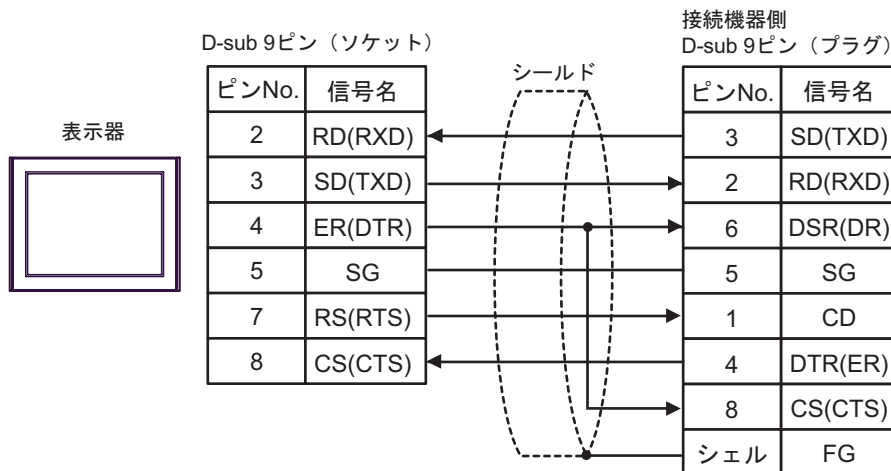 接続機器側
D-sub 9ピン（ソケット）
D-sub 9ピン（プラグ）
シールド
表示器
ピンNo. 信号名
2 RD(RXD)
3 SD(TXD)
4 ER(DTR)
5 SG
7 RS(RTS)
8 CS(CTS)
ピンNo. 信号名
3 SD(TXD)
2 RD(RXD)
6 DSR(DR)
5 SG
1 CD
4 DTR(ER)
8 CS(CTS)
シェル FG